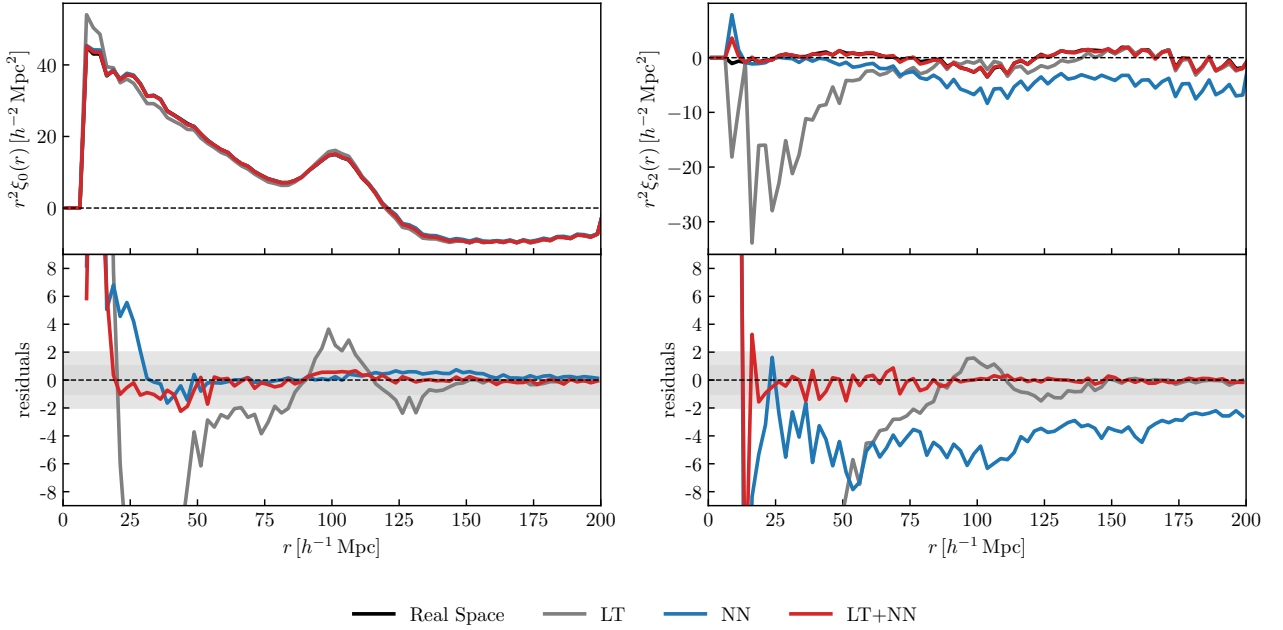 r²ξ₀(r) [h⁻² Mpc²]
40
20
0
r²ξ₂(r) [h⁻² Mpc²]
0
−10
−20
−30
residuals
8
6
4
2
0
-2
-4
-6
-8
0 25 50 75 100 125 150 175 200
r [h⁻¹ Mpc]
residuals
8
6
4
2
0
-2
-4
-6
-8
0 25 50 75 100 125 150 175 200
r [h⁻¹ Mpc]
Real Space LT NN LT+NN